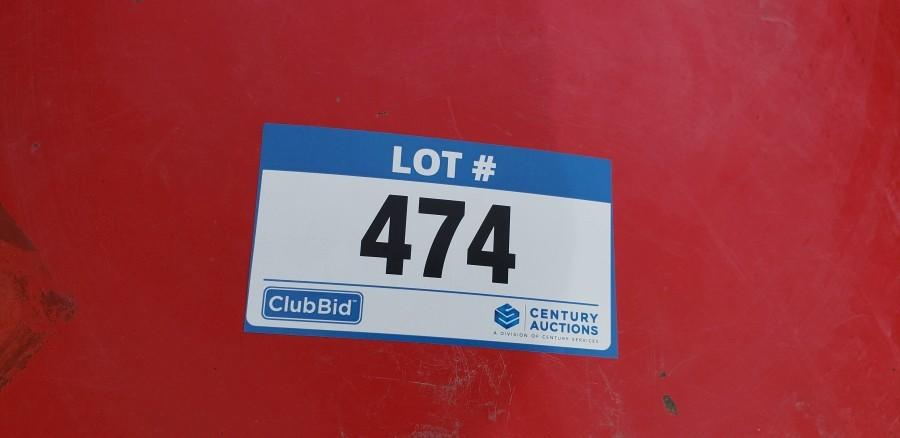 LOT #
474
ClubBid™
CENTURY
AUCTIONS
A DIVISION OF CENTURY SERVICES